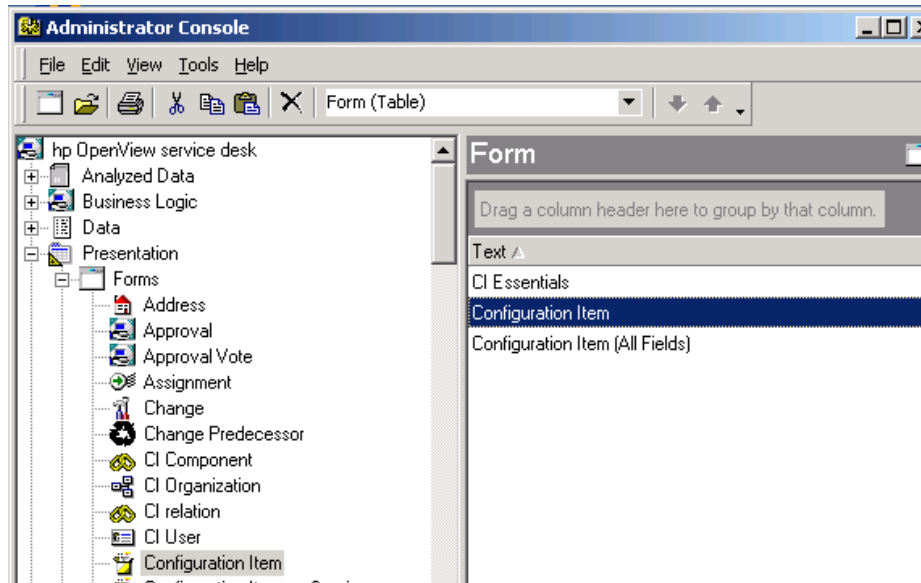 Administrator Console
File Edit View Tools Help
Form (Table)
hp OpenView service desk
Analyzed Data
Business Logic
Data
Presentation
Forms
Address
Approval
Approval Vote
Assignment
Change
Change Predecessor
CI Component
CI Organization
CI relation
CI User
Configuration Item
Form
Drag a column header here to group by that column.
Text
CI Essentials
Configuration Item
Configuration Item (All Fields)